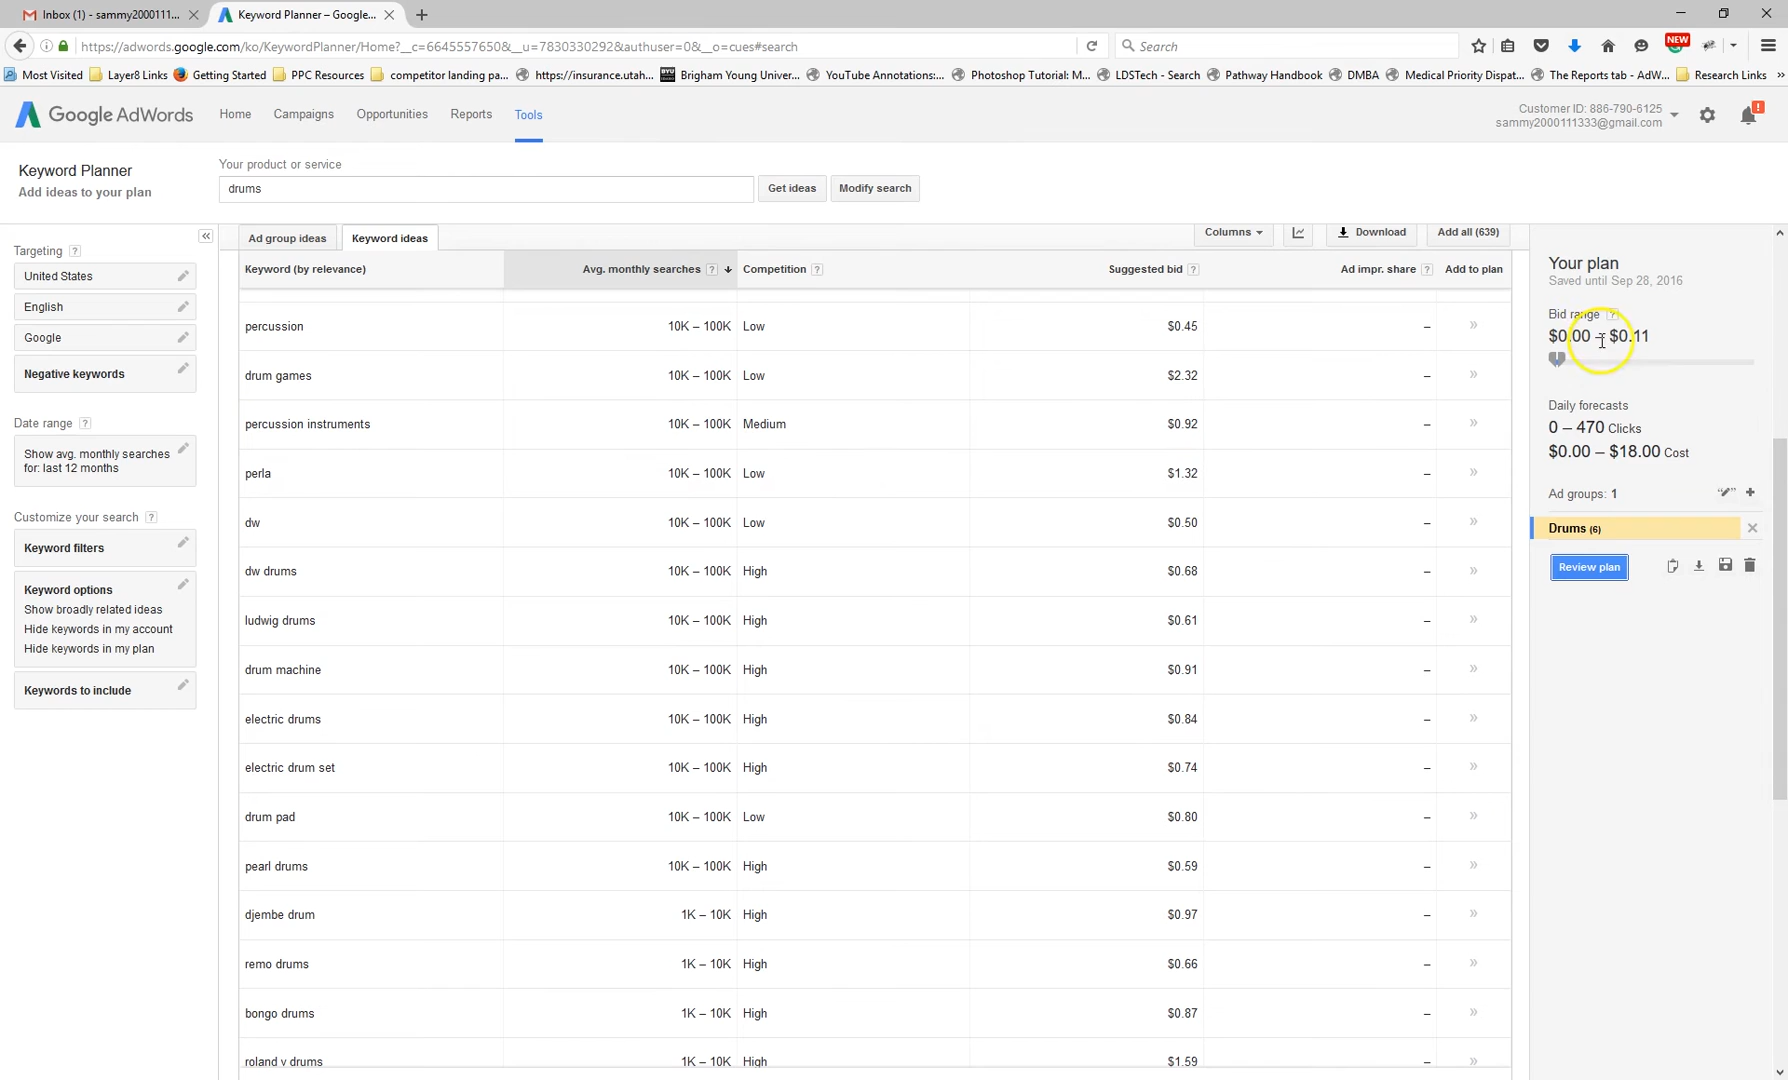 Inbox (1) - sammy2000111...
Keyword Planner – Google...
https://adwords.google.com/ko/KeywordPlanner/Home?__c=6645557650&__u=7830330292&authuser=0&__o=cues#search
Search
NEW
Most Visited
Layer8 Links
Getting Started
PPC Resources
competitor landing pa...
https://insurance.utah...
BYU
Brigham Young Univer...
YouTube Annotations:...
Photoshop Tutorial: M...
LDSTech - Search
Pathway Handbook
DMBA
Medical Priority Dispat...
The Reports tab - AdW...
Research Links
Google AdWords
Home
Campaigns
Opportunities
Reports
Tools
Customer ID: 886-790-6125
sammy2000111333@gmail.com
Keyword Planner
Add ideas to your plan
Your product or service
drums
Get ideas
Modify search
Targeting ?
United States
English
Google
Negative keywords
Date range ?
Show avg. monthly searches
for: last 12 months
Customize your search ?
Keyword filters
Keyword options
Show broadly related ideas
Hide keywords in my account
Hide keywords in my plan
Keywords to include
Ad group ideas
Keyword ideas
Columns
Download
Add all (639)
Keyword (by relevance) Avg. monthly searches ? Competition ? Suggested bid ? Ad impr. share ? Add to plan
percussion 10K – 100K Low $0.45 – »
drum games 10K – 100K Low $2.32 – »
percussion instruments 10K – 100K Medium $0.92 – »
perla 10K – 100K Low $1.32 – »
dw 10K – 100K Low $0.50 – »
dw drums 10K – 100K High $0.68 – »
ludwig drums 10K – 100K High $0.61 – »
drum machine 10K – 100K High $0.91 – »
electric drums 10K – 100K High $0.84 – »
electric drum set 10K – 100K High $0.74 – »
drum pad 10K – 100K Low $0.80 – »
pearl drums 10K – 100K High $0.59 – »
djembe drum 1K – 10K High $0.97 – »
remo drums 1K – 10K High $0.66 – »
bongo drums 1K – 10K High $0.87 – »
roland v drums 1K – 10K High $1.59 – »
Your plan
Saved until Sep 28, 2016
Bid range ?
$0.00 – $0.11
Daily forecasts
0 – 470 Clicks
$0.00 – $18.00 Cost
Ad groups: 1
Drums (6)
Review plan